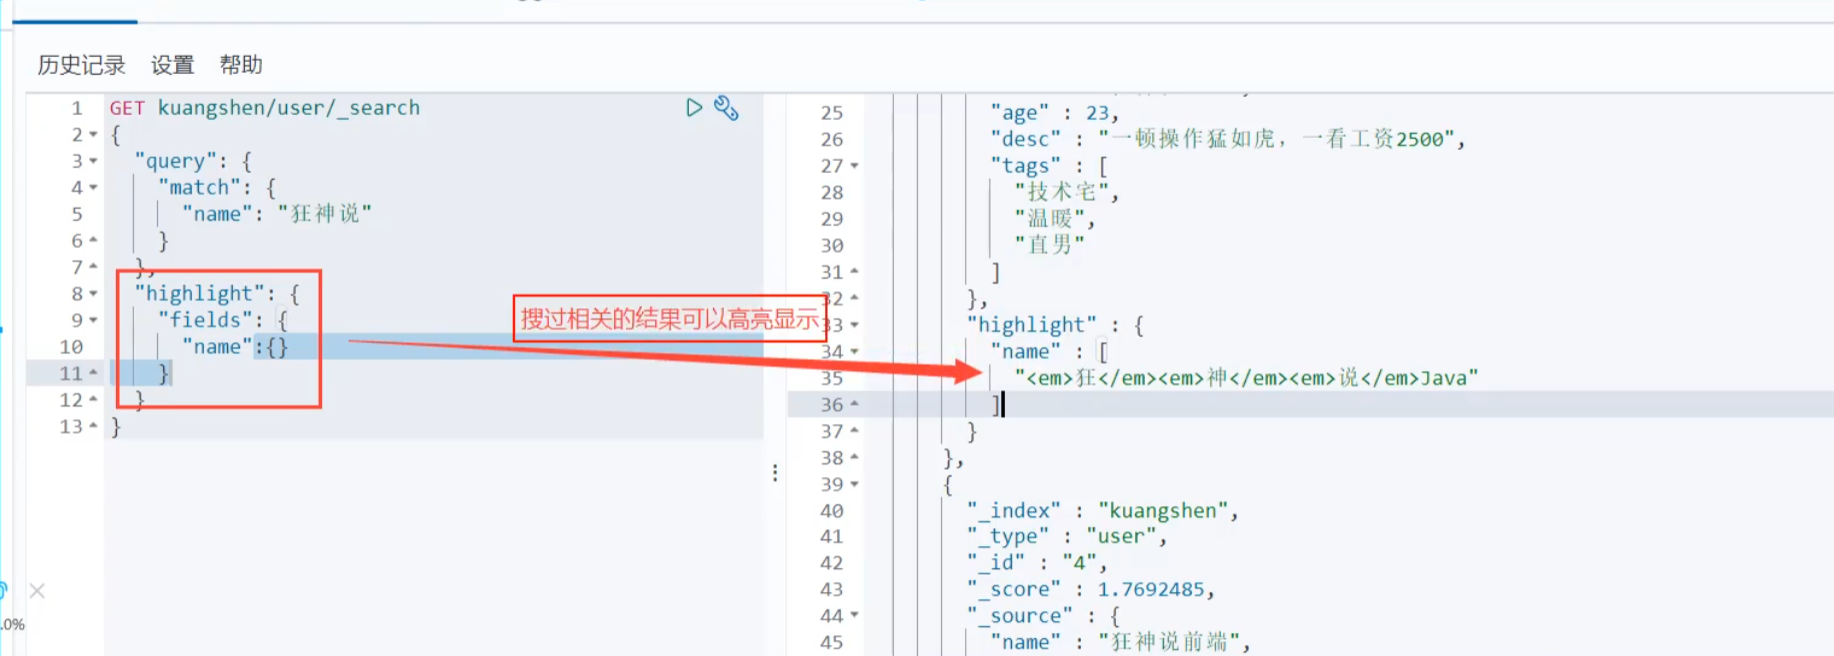 历史记录 设置 帮助
1 GET kuangshen/user/_search
2 {
3 "query": {
4 "match": {
5 "name": "狂神说"
6 }
7 },
8 "highlight": {
9 "fields": {
10 "name":{}
11 }
12 }
13 }
搜过相关的结果可以高亮显示
25 "age" : 23,
26 "desc" : "一顿操作猛如虎，一看工资2500",
27 "tags" : [
28 "技术宅",
29 "温暖",
30 "直男"
31 ]
32 },
33 "highlight" : {
34 "name" : [
35 "<em>狂</em><em>神</em><em>说</em>Java"
36 ]
37 }
38 },
39 {
40 "_index" : "kuangshen",
41 "_type" : "user",
42 "_id" : "4",
43 "_score" : 1.7692485,
44 "_source" : {
45 "name" : "狂神说前端",
.0%